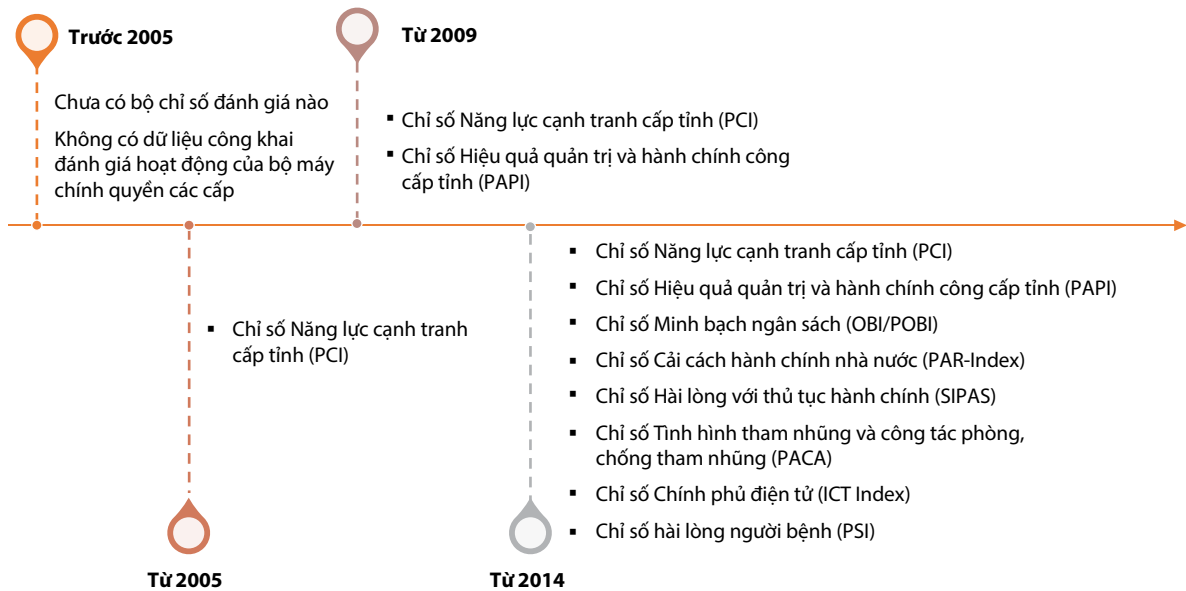 Trước 2005
Chưa có bộ chỉ số đánh giá nào
Không có dữ liệu công khai
đánh giá hoạt động của bộ máy
chính quyền các cấp
Từ 2009
▪ Chỉ số Năng lực cạnh tranh cấp tỉnh (PCI)
▪ Chỉ số Hiệu quả quản trị và hành chính công
cấp tỉnh (PAPI)
▪ Chỉ số Năng lực cạnh tranh
cấp tỉnh (PCI)
Từ 2005
▪ Chỉ số Năng lực cạnh tranh cấp tỉnh (PCI)
▪ Chỉ số Hiệu quả quản trị và hành chính công cấp tỉnh (PAPI)
▪ Chỉ số Minh bạch ngân sách (OBI/POBI)
▪ Chỉ số Cải cách hành chính nhà nước (PAR-Index)
▪ Chỉ số Hài lòng với thủ tục hành chính (SIPAS)
▪ Chỉ số Tình hình tham nhũng và công tác phòng,
chống tham nhũng (PACA)
▪ Chỉ số Chính phủ điện tử (ICT Index)
▪ Chỉ số hài lòng người bệnh (PSI)
Từ 2014